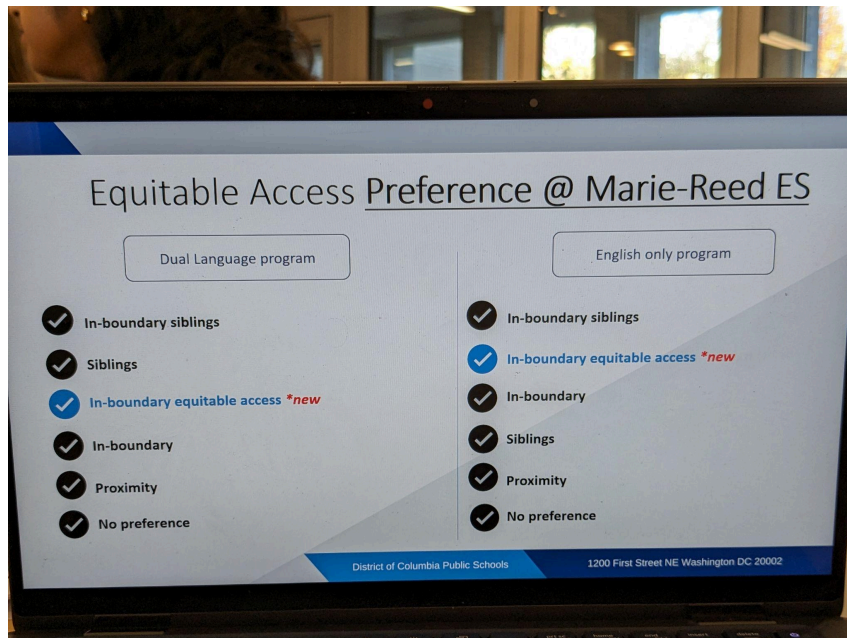 Equitable Access Preference @ Marie-Reed ES
Dual Language program
In-boundary siblings
Siblings
In-boundary equitable access *new
In-boundary
Proximity
No preference
English only program
In-boundary siblings
In-boundary equitable access *new
In-boundary
Siblings
Proximity
No preference
District of Columbia Public Schools
1200 First Street NE Washington DC 20002